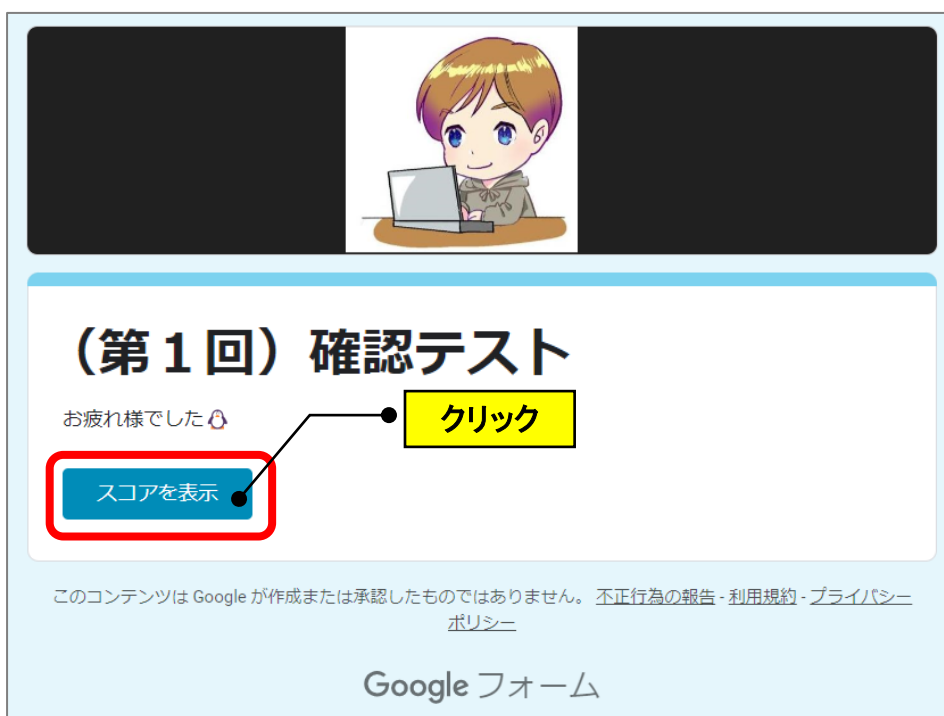 （第１回）確認テスト
お疲れ様でした🐧
クリック
スコアを表示
このコンテンツは Google が作成または承認したものではありません。 不正行為の報告 - 利用規約 - プライバシー
ポリシー
Google フォーム